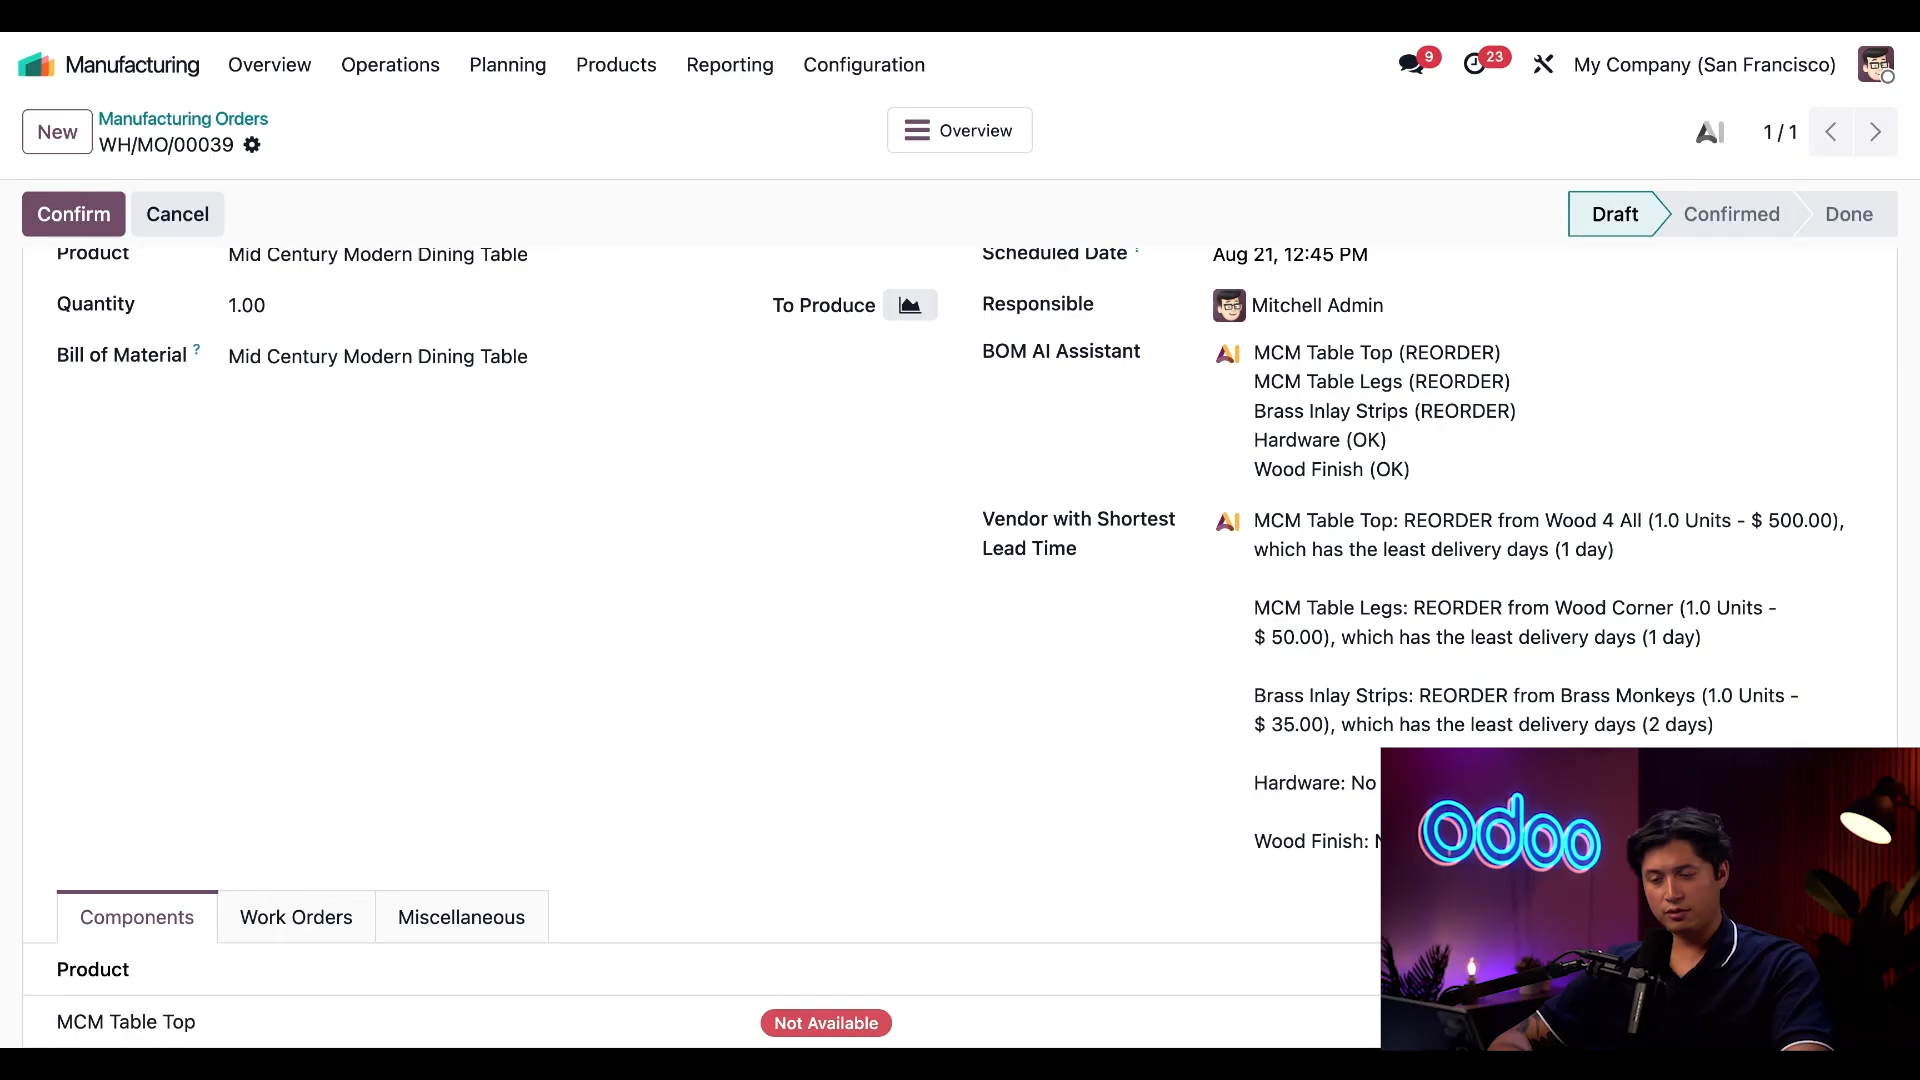 Manufacturing Overview Operations Planning Products Reporting Configuration 9 23 My Company (San Francisco)
New Manufacturing Orders
WH/MO/00039
Overview
AI 1 / 1
Confirm Cancel Draft Confirmed Done
Product Mid Century Modern Dining Table
Scheduled Date ? Aug 21, 12:45 PM
Quantity 1.00 To Produce
Responsible Mitchell Admin
Bill of Material ? Mid Century Modern Dining Table
BOM AI Assistant AI MCM Table Top (REORDER)
MCM Table Legs (REORDER)
Brass Inlay Strips (REORDER)
Hardware (OK)
Wood Finish (OK)
Vendor with Shortest
Lead Time
AI MCM Table Top: REORDER from Wood 4 All (1.0 Units - $ 500.00),
which has the least delivery days (1 day)
MCM Table Legs: REORDER from Wood Corner (1.0 Units -
$ 50.00), which has the least delivery days (1 day)
Brass Inlay Strips: REORDER from Brass Monkeys (1.0 Units -
$ 35.00), which has the least delivery days (2 days)
Hardware: No
Wood Finish:
odoo
Components Work Orders Miscellaneous
Product
MCM Table Top Not Available